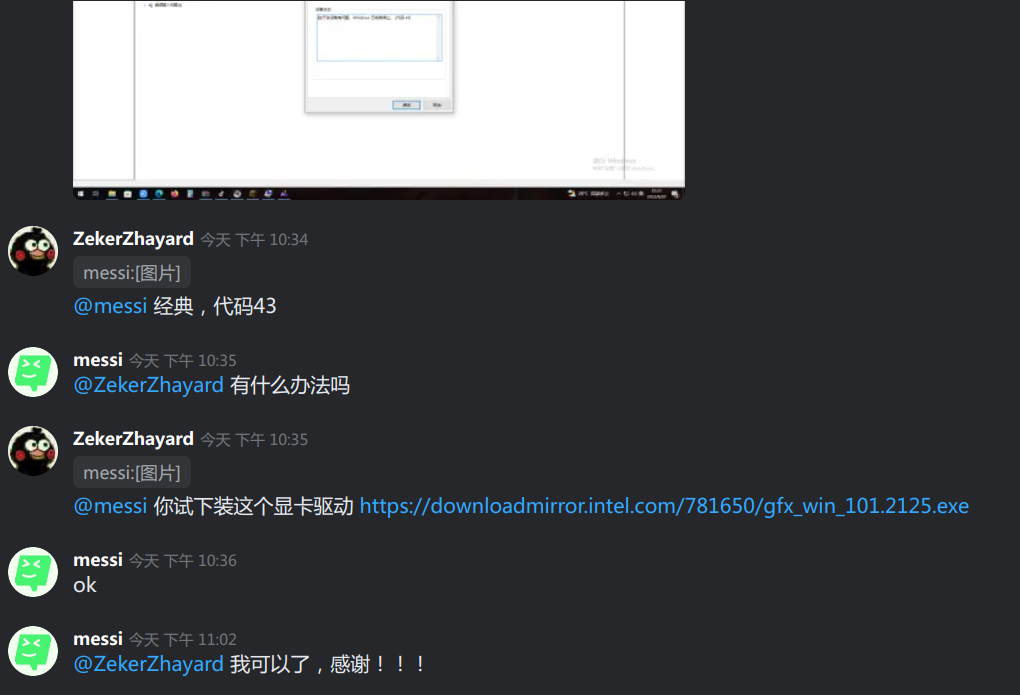 ZekerZhayard 今天 下午 10:34
messi:[图片]
@messi 经典，代码43
messi 今天 下午 10:35
@ZekerZhayard 有什么办法吗
ZekerZhayard 今天 下午 10:35
messi:[图片]
@messi 你试下装这个显卡驱动 https://downloadmirror.intel.com/781650/gfx_win_101.2125.exe
messi 今天 下午 10:36
ok
messi 今天 下午 11:02
@ZekerZhayard 我可以了，感谢！！！